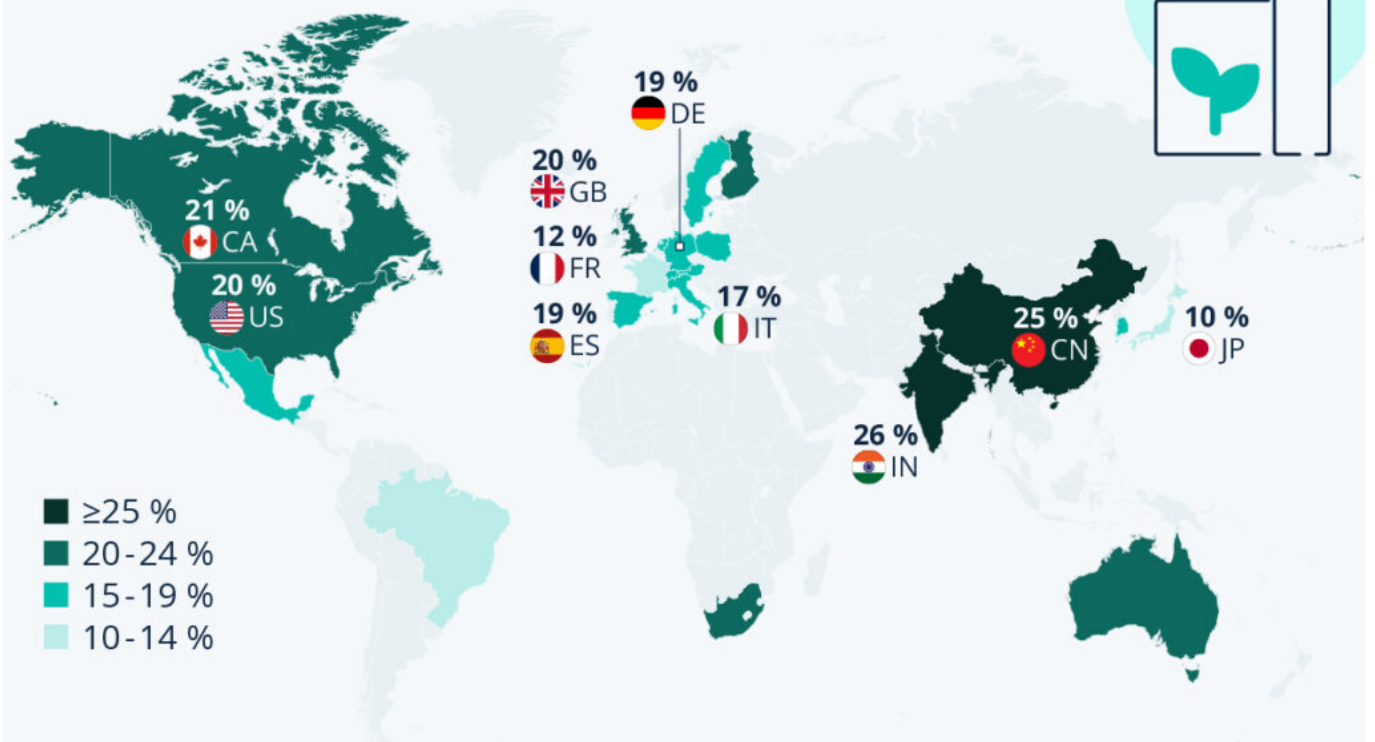 19 %
DE
20 %
GB
12 %
FR
19 %
ES
17 %
IT
21 %
CA
20 %
US
25 %
CN
10 %
JP
26 %
IN
≥25 %
20-24 %
15-19 %
10-14 %